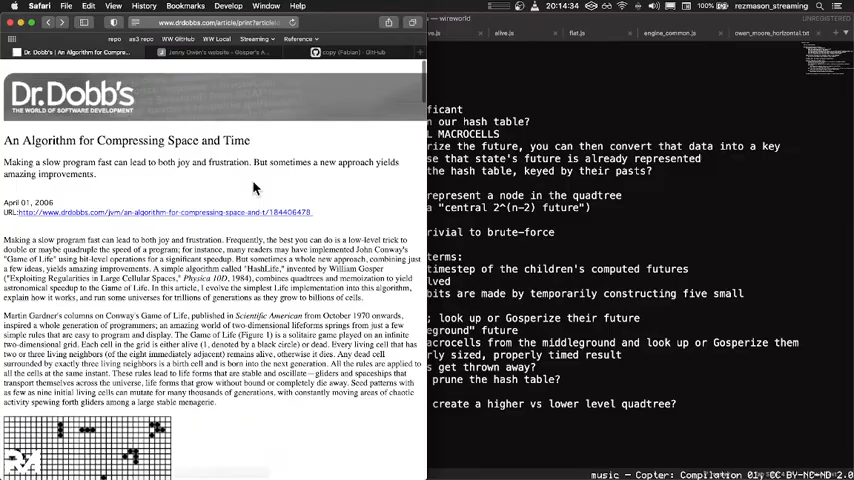 Safari File Edit View History Bookmarks Develop Window Help
100% 20:14:34 rezmason_streaming
www.drdobbs.com/article/print?articleI
repo as3 repo WW GitHub WW Local Streaming Reference
Dr. Dobb's | An Algorithm for Compre...
Jenny Owen's website - Gosper's A...
copy (@fabian) · GitHub
Dr.Dobb's
THE WORLD OF SOFTWARE DEVELOPMENT
An Algorithm for Compressing Space and Time
Making a slow program fast can lead to both joy and frustration. But sometimes a new approach yields
amazing improvements.
April 01, 2006
URL:http://www.drdobbs.com/jvm/an-algorithm-for-compressing-space-and-t/184406478
Making a slow program fast can lead to both joy and frustration. Frequently, the best you can do is a low-level trick to
double or maybe quadruple the speed of a program; for instance, many readers may have implemented John Conway's
"Game of Life" using bit-level operations for a significant speedup. But sometimes a whole new approach, combining just
a few ideas, yields amazing improvements. A simple algorithm called "HashLife," invented by William Gosper
("Exploiting Regularities in Large Cellular Spaces," Physica 10D, 1984), combines quadtrees and memoization to yield
astronomical speedup to the Game of Life. In this article, I evolve the simplest Life implementation into this algorithm,
explain how it works, and run some universes for trillions of generations as they grow to billions of cells.
Martin Gardner's columns on Conway's Game of Life, published in Scientific American from October 1970 onwards,
inspired a whole generation of programmers; an amazing world of two-dimensional lifeforms springs from just a few
simple rules that are easy to program and display. The Game of Life (Figure 1) is a solitaire game played on an infinite
two-dimensional grid. Each cell in the grid is either alive (1, denoted by a black circle) or dead. Every living cell that has
two or three living neighbors (of the eight immediately adjacent) remains alive, otherwise it dies. Any dead cell
surrounded by exactly three living neighbors is a birth cell and is born into the next generation. All the rules are applied to
all the cells at the same instant. These rules lead to life forms that are stable and oscillate—gliders and spaceships that
transport themselves across the universe, life forms that grow without bound or completely die away. Seed patterns with
as few as nine initial living cells can mutate for many thousands of generations, with constantly moving areas of chaotic
activity spewing forth gliders among a large stable menagerie.
— wireworld
UNREGISTERED
alive.js flat.js engine_common.js owen_moore_horizontal.txt
ficant
n our hash table?
L MACROCELLS
rize the future, you can then convert that data into a key
se that state's future is already represented
the hash table, keyed by their pasts?
represent a node in the quadtree
a "central 2^(n-2) future")
trivial to brute-force
terms:
timestep of the children's computed futures
lved
bits are made by temporarily constructing five small
; look up or Gosperize their future
eground" future
acrocells from the middleground and look up or Gosperize them
rly sized, properly timed result
s get thrown away?
prune the hash table?
create a higher vs lower level quadtree?
music — Copter: Compilation 01, CC BY-NC-ND 2.0